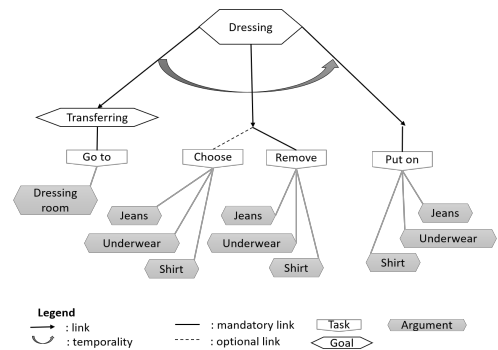 Dressing
Transferring
Go to
Choose
Remove
Put on
Dressing
room
Jeans
Jeans
Jeans
Underwear
Underwear
Underwear
Shirt
Shirt
Shirt
Legend
: link
: mandatory link
Task
Argument
: temporality
: optional link
Goal